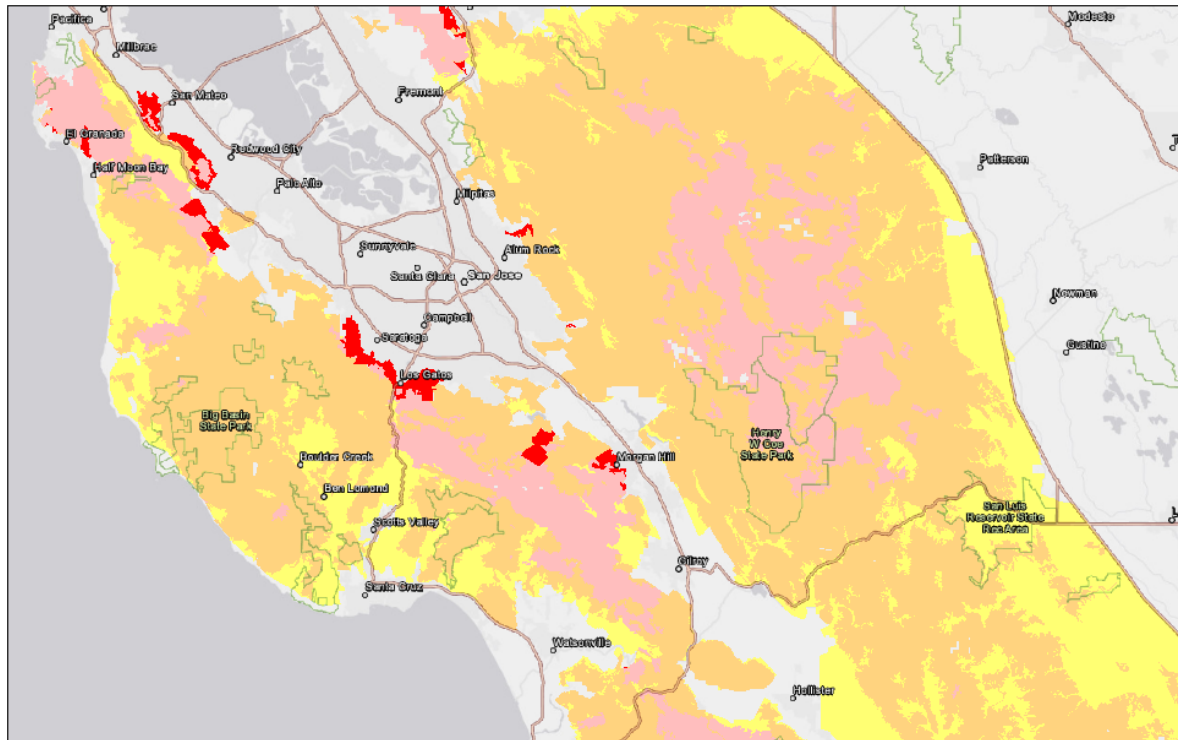 Pacifica
Modesto
Millbrae
San Mateo
Fremont
El Granada
Redwood City
Half Moon Bay
Palo Alto
Patterson
Milpitas
Sunnyvale
Alum Rock
Santa Clara
San Jose
Newman
Campbell
Saratoga
Gustine
Los Gatos
Big Basin
State Park
Henry
W Coe
State Park
Boulder Creek
Morgan Hill
Ben Lomond
San Luis
Reservoir State
Rec Area
Scotts Valley
Gilroy
Santa Cruz
Watsonville
Hollister